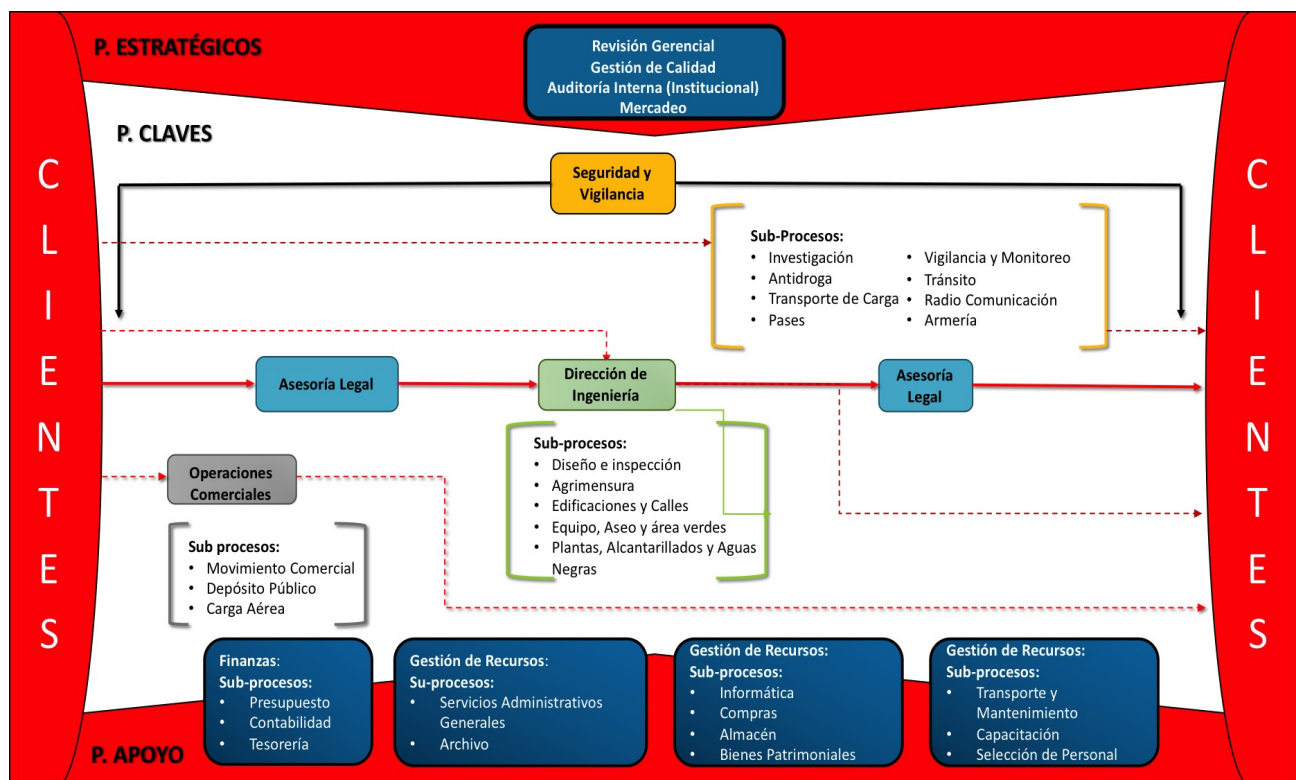 P. ESTRATÉGICOS
Revisión Gerencial
Gestión de Calidad
Auditoría Interna (Institucional)
Mercadeo
P. CLAVES
CLIENTES
CLIENTES
Seguridad y
Vigilancia
Sub-Procesos:
• Investigación
• Antidroga
• Transporte de Carga
• Pases
• Vigilancia y Monitoreo
• Tránsito
• Radio Comunicación
• Armería
Asesoría Legal
Dirección de
Ingeniería
Asesoría
Legal
Sub-procesos:
• Diseño e inspección
• Agrimensura
• Edificaciones y Calles
• Equipo, Aseo y área verdes
• Plantas, Alcantarillados y Aguas
Negras
Operaciones
Comerciales
Sub procesos:
• Movimiento Comercial
• Depósito Público
• Carga Aérea
Finanzas:
Sub-procesos:
• Presupuesto
• Contabilidad
• Tesorería
Gestión de Recursos:
Su-procesos:
• Servicios Administrativos
Generales
• Archivo
Gestión de Recursos:
Sub-procesos:
• Informática
• Compras
• Almacén
• Bienes Patrimoniales
Gestión de Recursos:
Sub-procesos:
• Transporte y
Mantenimiento
• Capacitación
• Selección de Personal
P. APOYO